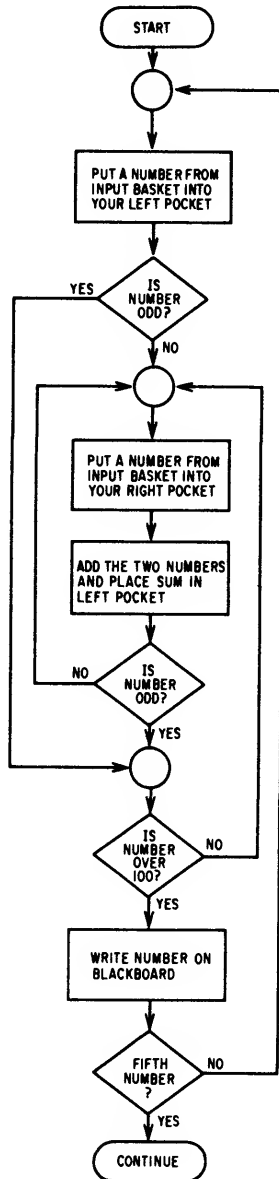 START
PUT A NUMBER FROM
INPUT BASKET INTO
YOUR LEFT POCKET
YES
IS
NUMBER
ODD?
NO
PUT A NUMBER FROM
INPUT BASKET INTO
YOUR RIGHT POCKET
ADD THE TWO NUMBERS
AND PLACE SUM IN
LEFT POCKET
NO
IS
NUMBER
ODD?
YES
IS
NUMBER
OVER
100?
NO
YES
WRITE NUMBER ON
BLACKBOARD
FIFTH
NUMBER
?
NO
YES
CONTINUE